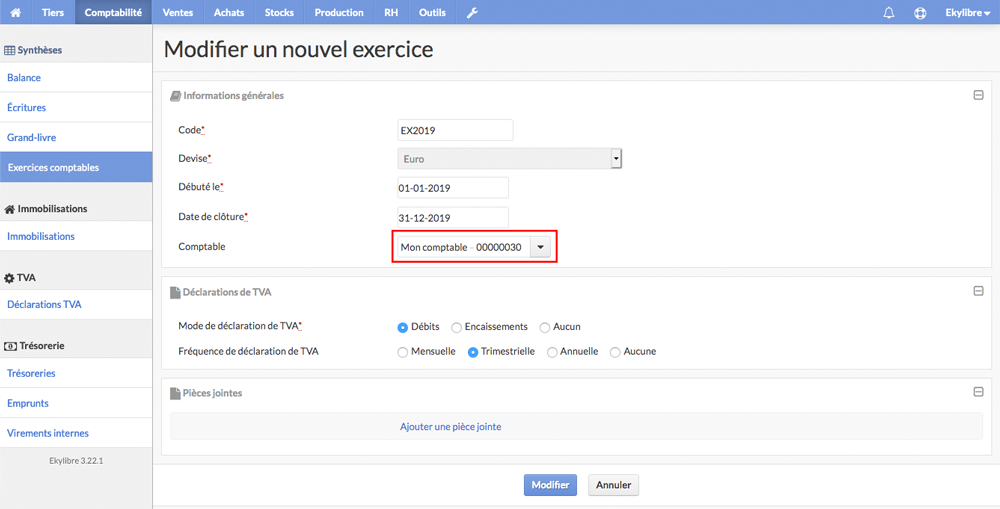 Tiers Comptabilité Ventes Achats Stocks Production RH Outils Ekylibre
Synthèses
Balance
Écritures
Grand-livre
Exercices comptables
Immobilisations
Immobilisations
TVA
Déclarations TVA
Trésorerie
Trésoreries
Emprunts
Virements internes
Ekylibre 3.22.1
Modifier un nouvel exercice
Informations générales
Code* EX2019
Devise* Euro
Débuté le* 01-01-2019
Date de clôture* 31-12-2019
Comptable Mon comptable - 00000030
Déclarations de TVA
Mode de déclaration de TVA* Débits Encaissements Aucun
Fréquence de déclaration de TVA Mensuelle Trimestrielle Annuelle Aucune
Pièces jointes
Ajouter une pièce jointe
Modifier Annuler